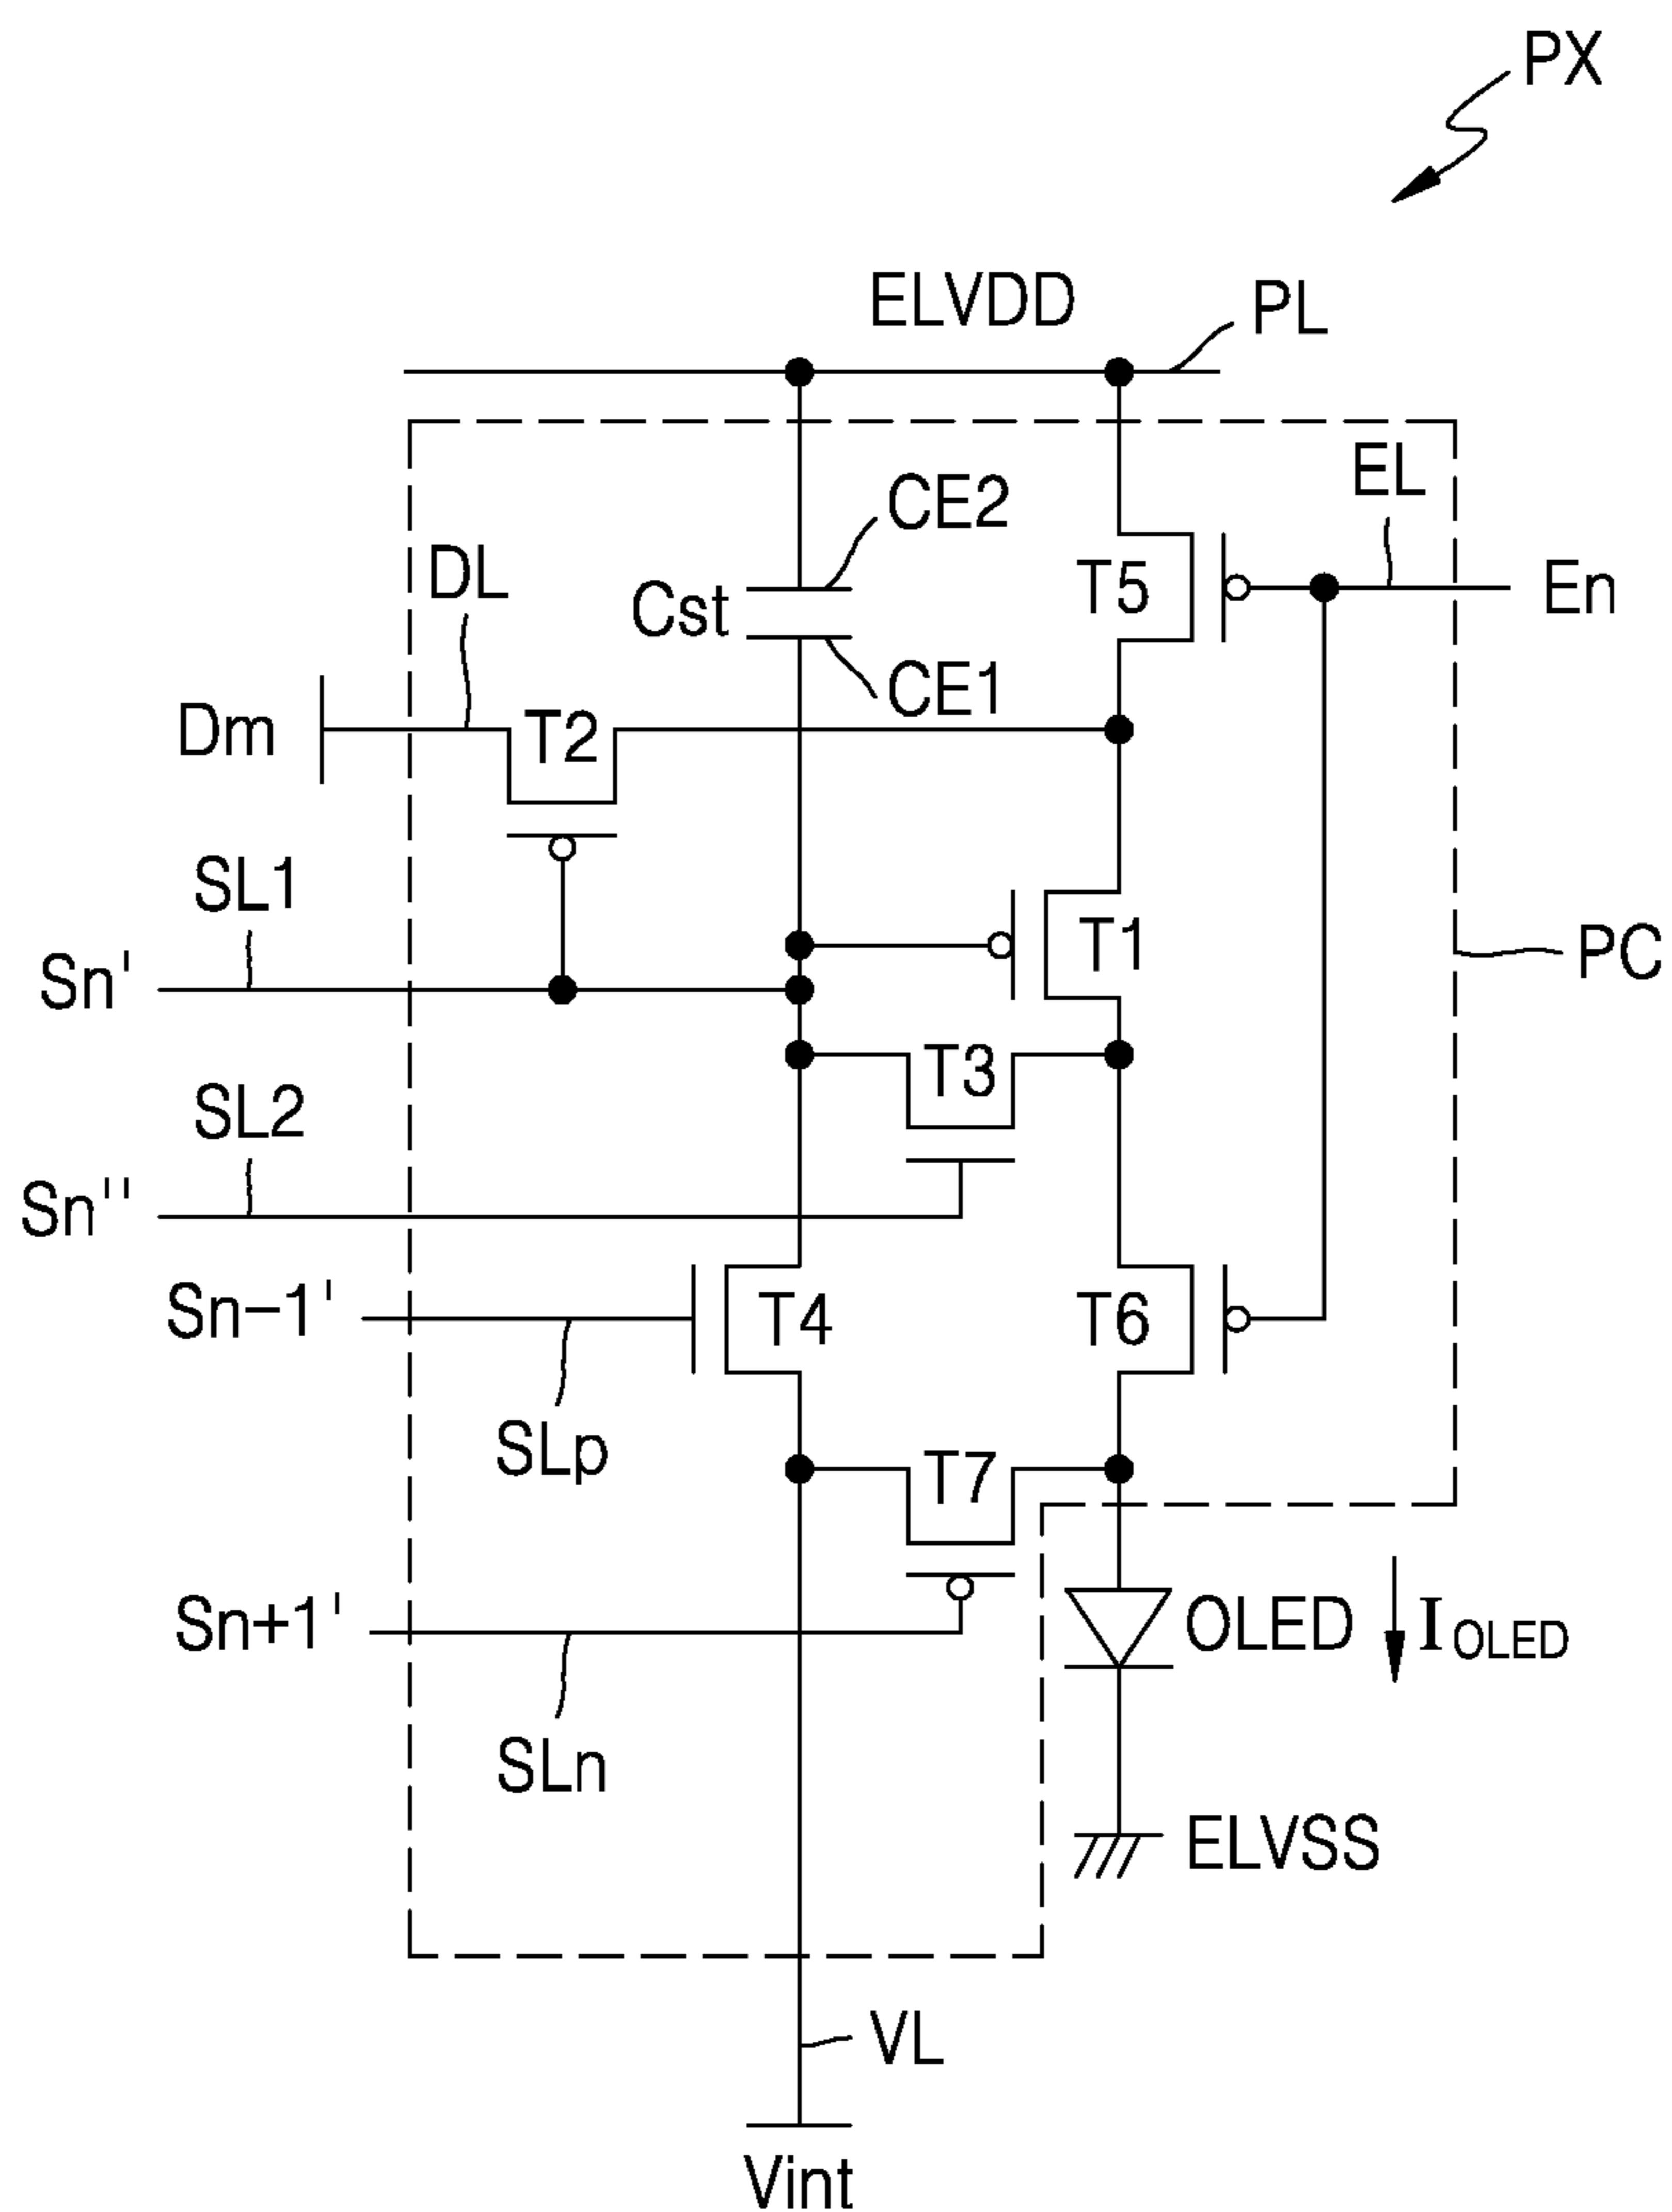 PX
ELVDD
PL
EL
CE2
DL
Cst
T5
En
CE1
Dm
T2
SL1
T1
PC
Sn'
T3
SL2
Sn''
Sn-1'
T4
T6
SLp
T7
Sn+1'
OLED
IOLED
SLn
ELVSS
VL
Vint